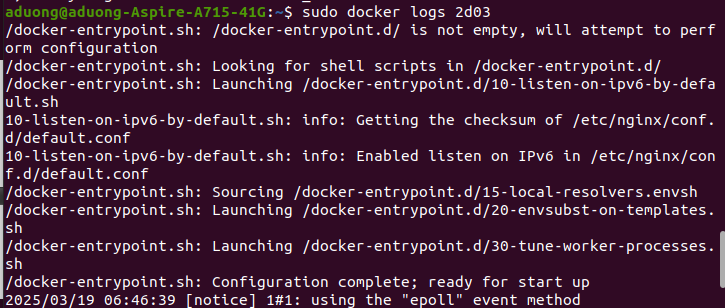 aduong@aduong-Aspire-A715-41G:~$ sudo docker logs 2d03
/docker-entrypoint.sh: /docker-entrypoint.d/ is not empty, will attempt to perf
orm configuration
/docker-entrypoint.sh: Looking for shell scripts in /docker-entrypoint.d/
/docker-entrypoint.sh: Launching /docker-entrypoint.d/10-listen-on-ipv6-by-defa
ult.sh
10-listen-on-ipv6-by-default.sh: info: Getting the checksum of /etc/nginx/conf.
d/default.conf
10-listen-on-ipv6-by-default.sh: info: Enabled listen on IPv6 in /etc/nginx/con
f.d/default.conf
/docker-entrypoint.sh: Sourcing /docker-entrypoint.d/15-local-resolvers.envsh
/docker-entrypoint.sh: Launching /docker-entrypoint.d/20-envsubst-on-templates.
sh
/docker-entrypoint.sh: Launching /docker-entrypoint.d/30-tune-worker-processes.
sh
/docker-entrypoint.sh: Configuration complete; ready for start up
2025/03/19 06:46:39 [notice] 1#1: using the "epoll" event method